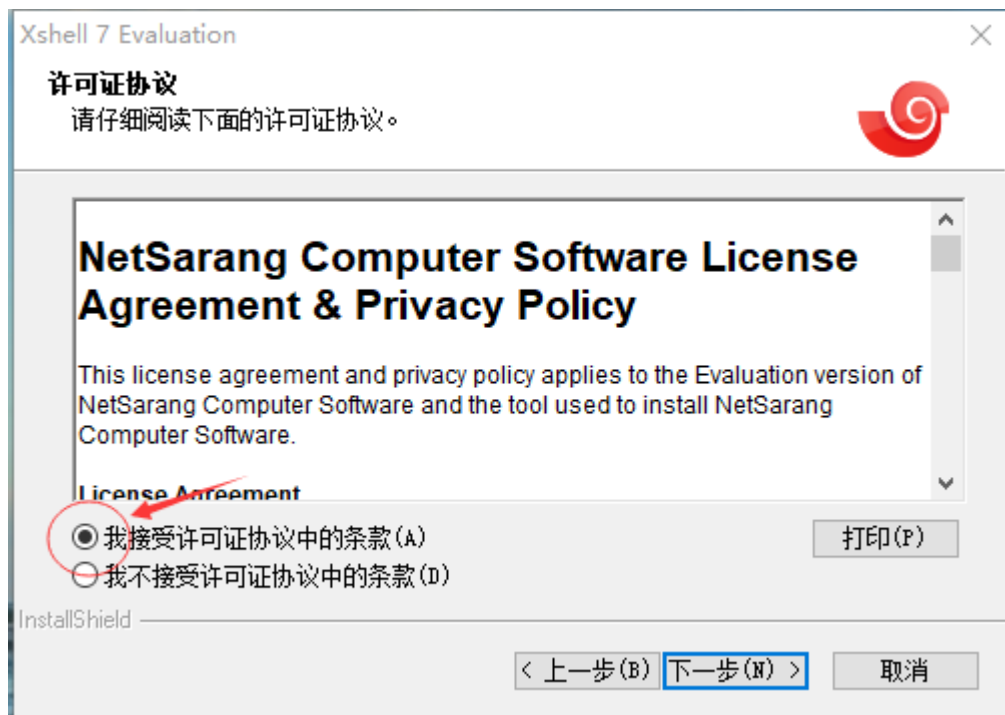 Xshell 7 Evaluation
许可证协议
请仔细阅读下面的许可证协议。
NetSarang Computer Software License
Agreement & Privacy Policy
This license agreement and privacy policy applies to the Evaluation version of
NetSarang Computer Software and the tool used to install NetSarang
Computer Software.
License Agreement
我接受许可证协议中的条款(A)
打印(P)
我不接受许可证协议中的条款(D)
InstallShield
< 上一步(B)
下一步(N) >
取消